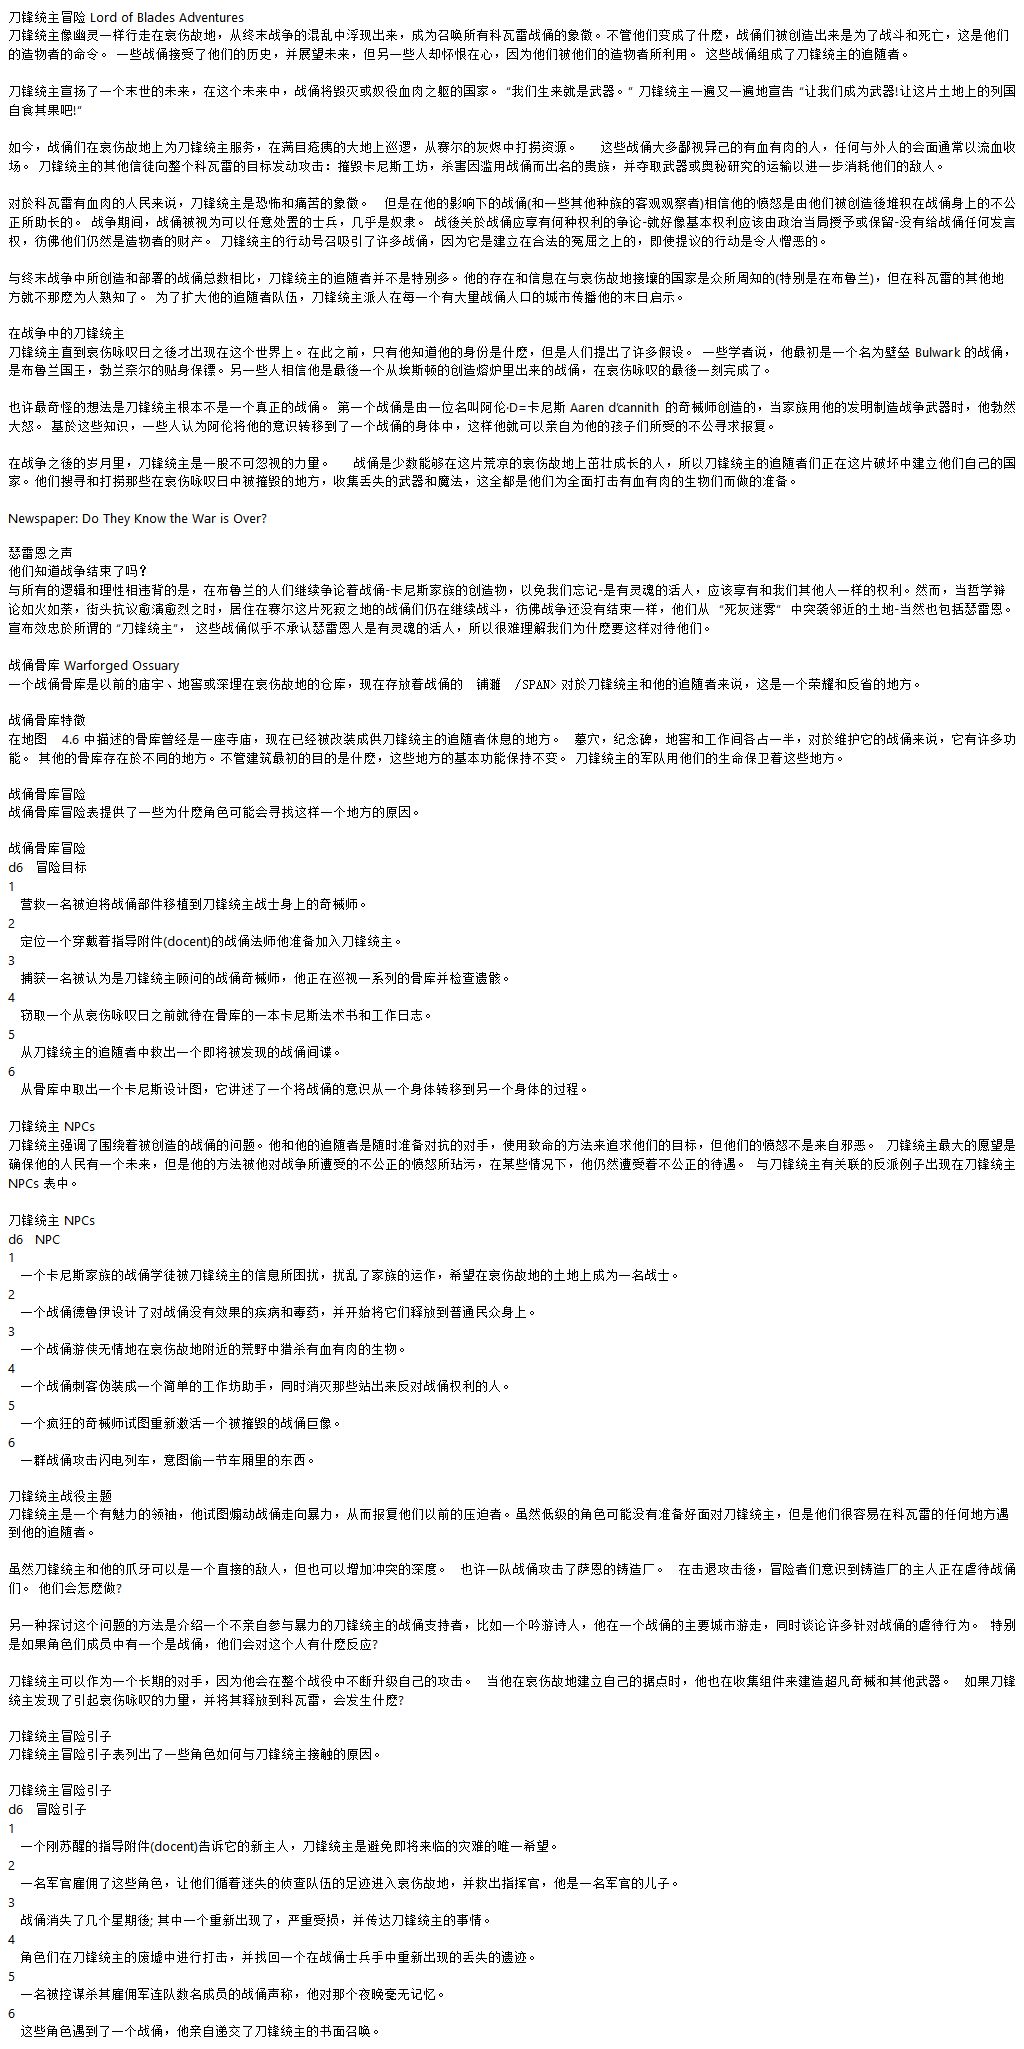 刀锋统主冒险 Lord of Blades Adventures
刀锋统主像幽灵一样行走在哀伤故地，从终末战争的混乱中浮现出来，成为召唤所有科瓦雷战俑的象徵。不管他们变成了什麽，战俑们被创造出来是为了战斗和死亡，这是他们
的造物者的命令。 一些战俑接受了他们的历史，并展望未来，但另一些人却怀恨在心，因为他们被他们的造物者所利用。 这些战俑组成了刀锋统主的追随者。
刀锋统主宣扬了一个末世的未来，在这个未来中，战俑将毁灭或奴役血肉之躯的国家。 “我们生来就是武器。” 刀锋统主一遍又一遍地宣告 “让我们成为武器!让这片土地上的列国
自食其果吧!”
如今，战俑们在哀伤故地上为刀锋统主服务，在满目疮痍的大地上巡逻，从赛尔的灰烬中打捞资源。 这些战俑大多鄙视异己的有血有肉的人，任何与外人的会面通常以流血收
场。 刀锋统主的其他信徒向整个科瓦雷的目标发动攻击：摧毁卡尼斯工坊，杀害因滥用战俑而出名的贵族，并夺取武器或奥秘研究的运输以进一步消耗他们的敌人。
对於科瓦雷有血肉的人民来说，刀锋统主是恐怖和痛苦的象徵。 但是在他的影响下的战俑(和一些其他种族的客观观察者)相信他的愤怒是由他们被创造後堆积在战俑身上的不公
正所助长的。 战争期间，战俑被视为可以任意处置的士兵，几乎是奴隶。 战後关於战俑应享有何种权利的争论-就好像基本权利应该由政治当局授予或保留-没有给战俑任何发言
权，彷佛他们仍然是造物者的财产。 刀锋统主的行动号召吸引了许多战俑，因为它是建立在合法的冤屈之上的，即使提议的行动是令人憎恶的。
与终末战争中所创造和部署的战俑总数相比，刀锋统主的追随者并不是特别多。他的存在和信息在与哀伤故地接壤的国家是众所周知的(特别是在布鲁兰)，但在科瓦雷的其他地
方就不那麽为人熟知了。 为了扩大他的追随者队伍，刀锋统主派人在每一个有大量战俑人口的城市传播他的末日启示。
在战争中的刀锋统主
刀锋统主直到哀伤咏叹日之後才出现在这个世界上。在此之前，只有他知道他的身份是什麽，但是人们提出了许多假设。 一些学者说，他最初是一个名为壁垒 Bulwark 的战俑，
是布鲁兰国王，勃兰奈尔的贴身保镖。另一些人相信他是最後一个从埃斯顿的创造熔炉里出来的战俑，在哀伤咏叹的最後一刻完成了。
也许最奇怪的想法是刀锋统主根本不是一个真正的战俑。 第一个战俑是由一位名叫阿伦·D=卡尼斯 Aaren d'cannith 的奇械师创造的，当家族用他的发明制造战争武器时，他勃然
大怒。 基於这些知识，一些人认为阿伦将他的意识转移到了一个战俑的身体中，这样他就可以亲自为他的孩子们所受的不公寻求报复。
在战争之後的岁月里，刀锋统主是一股不可忽视的力量。 战俑是少数能够在这片荒凉的哀伤故地上茁壮成长的人，所以刀锋统主的追随者们正在这片破坏中建立他们自己的国
家。他们搜寻和打捞那些在哀伤咏叹日中被摧毁的地方，收集丢失的武器和魔法，这全都是他们为全面打击有血有肉的生物们而做的准备。
Newspaper: Do They Know the War is Over?
瑟雷恩之声
他们知道战争结束了吗?
与所有的逻辑和理性相违背的是，在布鲁兰的人们继续争论着战俑-卡尼斯家族的创造物，以免我们忘记-是有灵魂的活人，应该享有和我们其他人一样的权利。然而，当哲学辩
论如火如荼，街头抗议愈演愈烈之时，居住在赛尔这片死寂之地的战俑们仍在继续战斗，彷佛战争还没有结束一样，他们从 “死灰迷雾” 中突袭邻近的土地-当然也包括瑟雷恩。
宣布效忠於所谓的 “刀锋统主”， 这些战俑似乎不承认瑟雷恩人是有灵魂的活人，所以很难理解我们为什麽要这样对待他们。
战俑骨库 Warforged Ossuary
一个战俑骨库是以前的庙宇、地窖或深埋在哀伤故地的仓库，现在存放着战俑的 铺雝 /SPAN> 对於刀锋统主和他的追随者来说，这是一个荣耀和反省的地方。
战俑骨库特徵
在地图 4.6 中描述的骨库曾经是一座寺庙，现在已经被改装成供刀锋统主的追随者休息的地方。 墓穴，纪念碑，地窖和工作间各占一半，对於维护它的战俑来说，它有许多功
能。 其他的骨库存在於不同的地方。不管建筑最初的目的是什麽，这些地方的基本功能保持不变。 刀锋统主的军队用他们的生命保卫着这些地方。
战俑骨库冒险
战俑骨库冒险表提供了一些为什麽角色可能会寻找这样一个地方的原因。
战俑骨库冒险
d6 冒险目标
1
营救一名被迫将战俑部件移植到刀锋统主战士身上的奇械师。
2
定位一个穿戴着指导附件(docent)的战俑法师他准备加入刀锋统主。
3
捕获一名被认为是刀锋统主顾问的战俑奇械师，他正在巡视一系列的骨库并检查遗骸。
4
窃取一个从哀伤咏叹日之前就待在骨库的一本卡尼斯法术书和工作日志。
5
从刀锋统主的追随者中救出一个即将被发现的战俑间谍。
6
从骨库中取出一个卡尼斯设计图，它讲述了一个将战俑的意识从一个身体转移到另一个身体的过程。
刀锋统主 NPCs
刀锋统主强调了围绕着被创造的战俑的问题。他和他的追随者是随时准备对抗的对手，使用致命的方法来追求他们的目标，但他们的愤怒不是来自邪恶。 刀锋统主最大的愿望是
确保他的人民有一个未来，但是他的方法被他对战争所遭受的不公正的愤怒所玷污，在某些情况下，他仍然遭受着不公正的待遇。 与刀锋统主有关联的反派例子出现在刀锋统主
NPCs 表中。
刀锋统主 NPCs
d6 NPC
1
一个卡尼斯家族的战俑学徒被刀锋统主的信息所困扰，扰乱了家族的运作，希望在哀伤故地的土地上成为一名战士。
2
一个战俑德鲁伊设计了对战俑没有效果的疾病和毒药，并开始将它们释放到普通民众身上。
3
一个战俑游侠无情地在哀伤故地附近的荒野中猎杀有血有肉的生物。
4
一个战俑刺客伪装成一个简单的工作坊助手，同时消灭那些站出来反对战俑权利的人。
5
一个疯狂的奇械师试图重新激活一个被摧毁的战俑巨像。
6
一群战俑攻击闪电列车，意图偷一节车厢里的东西。
刀锋统主战役主题
刀锋统主是一个有魅力的领袖，他试图煽动战俑走向暴力，从而报复他们以前的压迫者。虽然低级的角色可能没有准备好面对刀锋统主，但是他们很容易在科瓦雷的任何地方遇
到他的追随者。
虽然刀锋统主和他的爪牙可以是一个直接的敌人，但也可以增加冲突的深度。 也许一队战俑攻击了萨恩的铸造厂。 在击退攻击後，冒险者们意识到铸造厂的主人正在虐待战俑
们。 他们会怎麽做?
另一种探讨这个问题的方法是介绍一个不亲自参与暴力的刀锋统主的战俑支持者，比如一个吟游诗人，他在一个战俑的主要城市游走，同时谈论许多针对战俑的虐待行为。 特别
是如果角色们成员中有一个是战俑，他们会对这个人有什麽反应?
刀锋统主可以作为一个长期的对手，因为他会在整个战役中不断升级自己的攻击。 当他在哀伤故地建立自己的据点时，他也在收集组件来建造超凡奇械和其他武器。 如果刀锋
统主发现了引起哀伤咏叹的力量，并将其释放到科瓦雷，会发生什麽?
刀锋统主冒险引子
刀锋统主冒险引子表列出了一些角色如何与刀锋统主接触的原因。
刀锋统主冒险引子
d6 冒险引子
1
一个刚苏醒的指导附件(docent)告诉它的新主人，刀锋统主是避免即将来临的灾难的唯一希望。
2
一名军官雇佣了这些角色，让他们循着迷失的侦查队伍的足迹进入哀伤故地，并救出指挥官，他是一名军官的儿子。
3
战俑消失了几个星期後; 其中一个重新出现了，严重受损，并传达刀锋统主的事情。
4
角色们在刀锋统主的废墟中进行打击，并找回一个在战俑士兵手中重新出现的丢失的遗迹。
5
一名被控谋杀其雇佣军连队数名成员的战俑声称，他对那个夜晚毫无记忆。
6
这些角色遇到了一个战俑，他亲自递交了刀锋统主的书面召唤。